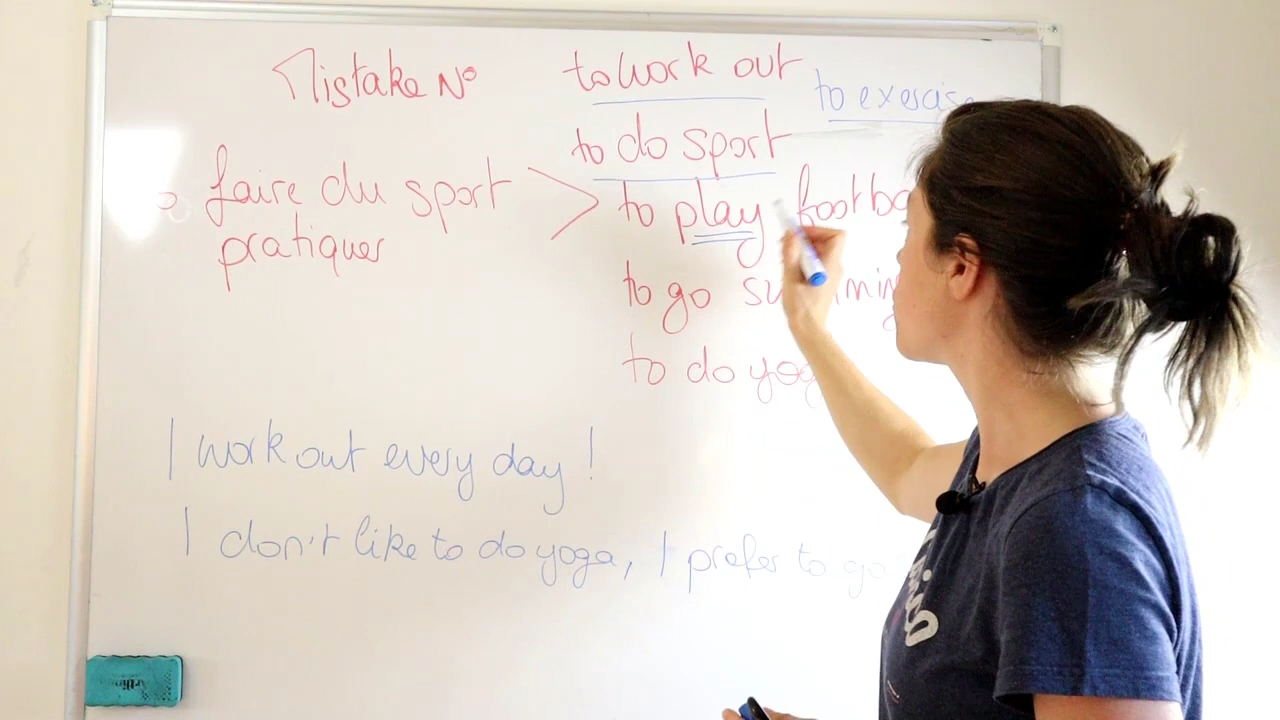 Mistake N°
to work out
to exercise
to do sport
faire du sport
pratiquer
>
to play
to go
to do
I work out every day!
I don't like to do yoga, I prefer to go